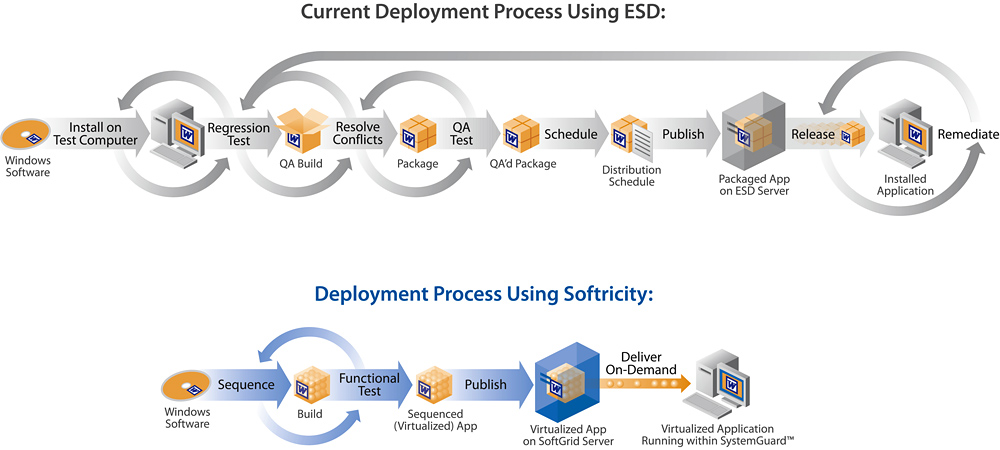 Current Deployment Process Using ESD:
Install on
Test Computer
Regression
Test
Resolve
Conflicts
QA
Test
Schedule
Publish
Release
Remediate
W
W
W
W
W
W
W
W
Windows
Software
QA Build
Package
QA'd Package
Distribution
Schedule
Packaged App
on ESD Server
Installed
Application
Deployment Process Using Softricity:
Sequence
Functional
Test
Publish
Deliver
On-Demand
W
W
W
W
W
Windows
Software
Build
Sequenced
(Virtualized) App
Virtualized App
on SoftGrid Server
Virtualized Application
Running within SystemGuard™